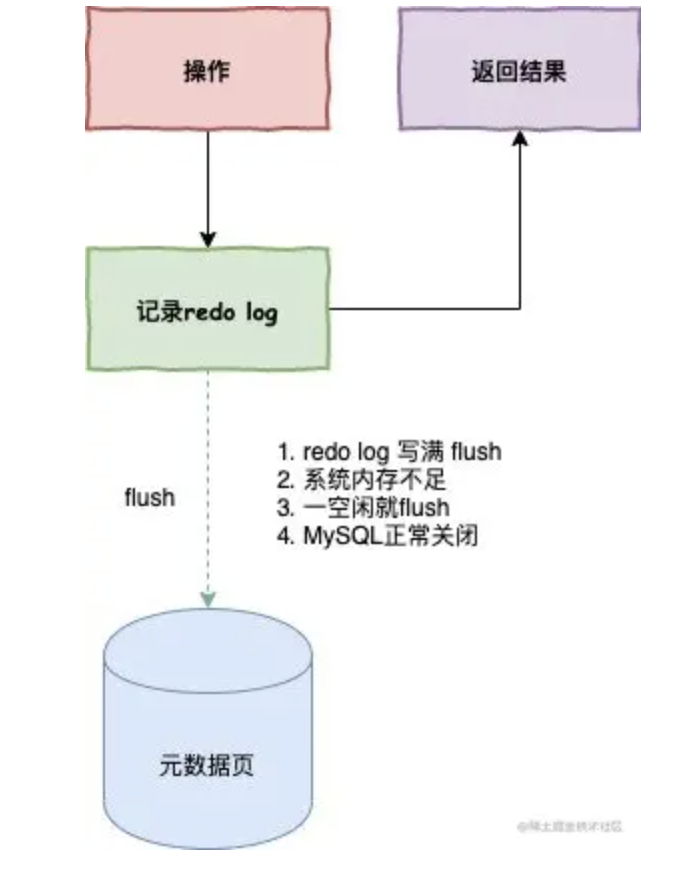 操作
返回结果
记录redo log
1. redo log 写满 flush
2. 系统内存不足
flush
3. 一空闲就flush
4. MySQL正常关闭
元数据页
@稀土掘金技术社区